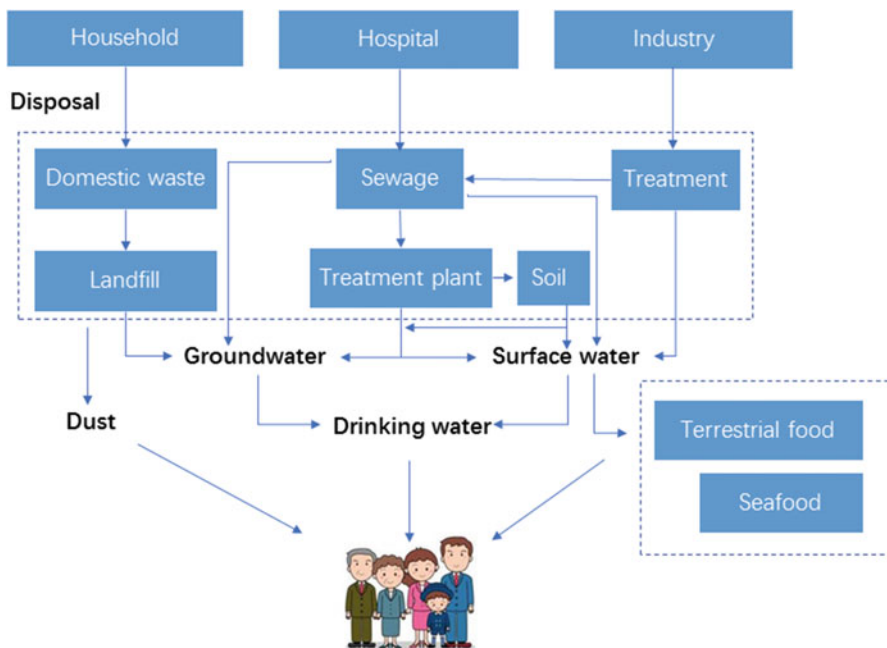 Household
Hospital
Industry
Disposal
Domestic waste
Sewage
Treatment
Landfill
Treatment plant
Soil
Groundwater
Surface water
Dust
Drinking water
Terrestrial food
Seafood